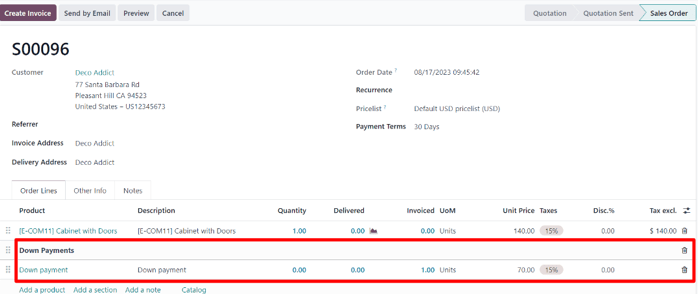 Create Invoice Send by Email Preview Cancel Quotation Quotation Sent Sales Order
S00096
Customer Deco Addict Order Date ? 08/17/2023 09:45:42
77 Santa Barbara Rd
Pleasant Hill CA 94523 Recurrence
United States – US12345673 Pricelist ? Default USD pricelist (USD)
Referrer Payment Terms 30 Days
Invoice Address Deco Addict
Delivery Address Deco Addict
Order Lines Other Info Notes
Product Description Quantity Delivered Invoiced UoM Unit Price Taxes Disc.% Tax excl.
[E-COM11] Cabinet with Doors [E-COM11] Cabinet with Doors 1.00 0.00 0.00 Units 140.00 15% 0.00 $ 140.00
Down Payments
Down payment Down payment 0.00 0.00 1.00 Units 70.00 15% 0.00
Add a product Add a section Add a note Catalog